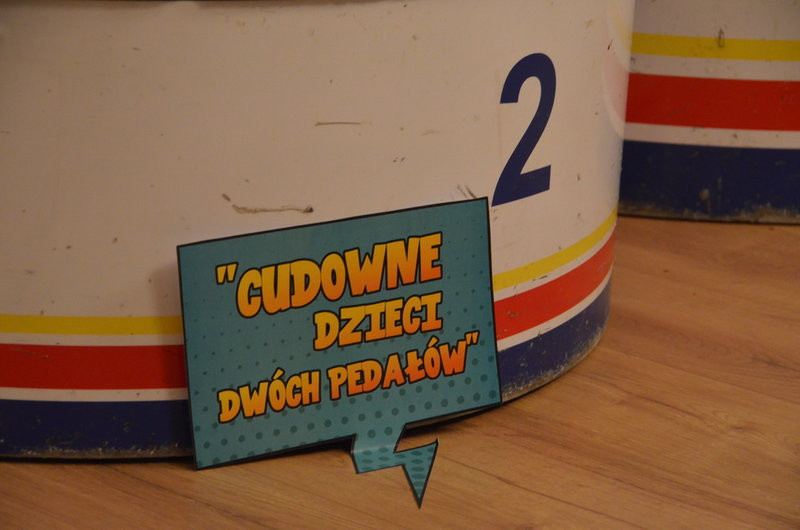 2
"CUDOWNE
DZIECI
DWÓCH PEDAŁÓW"